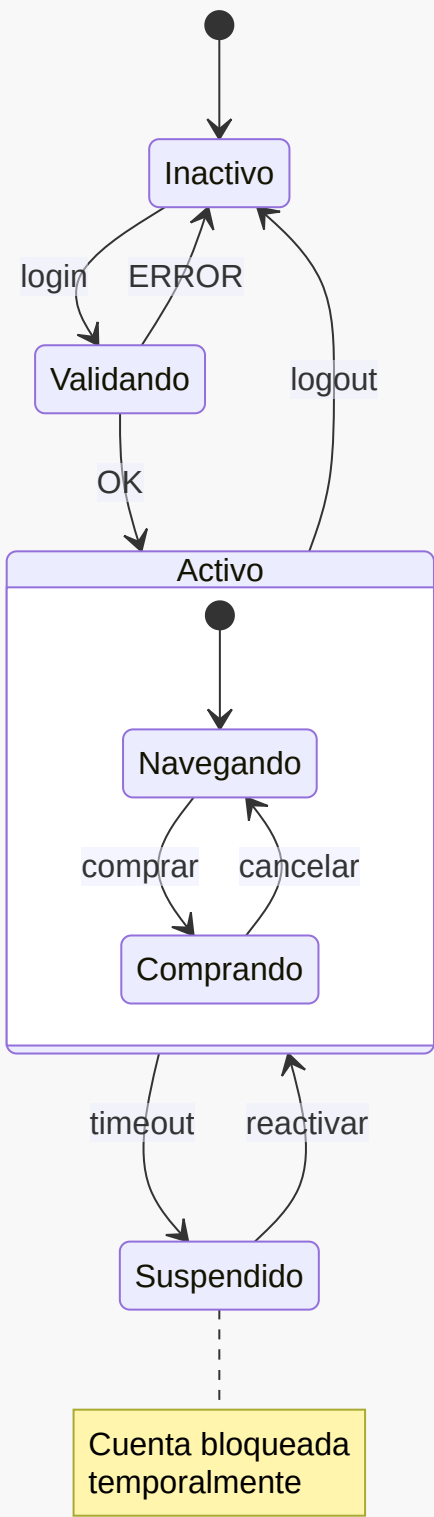 Inactivo
login
ERROR
Validando
logout
OK
Activo
Navegando
comprar
cancelar
Comprando
timeout
reactivar
Suspendido
Cuenta bloqueada
temporalmente